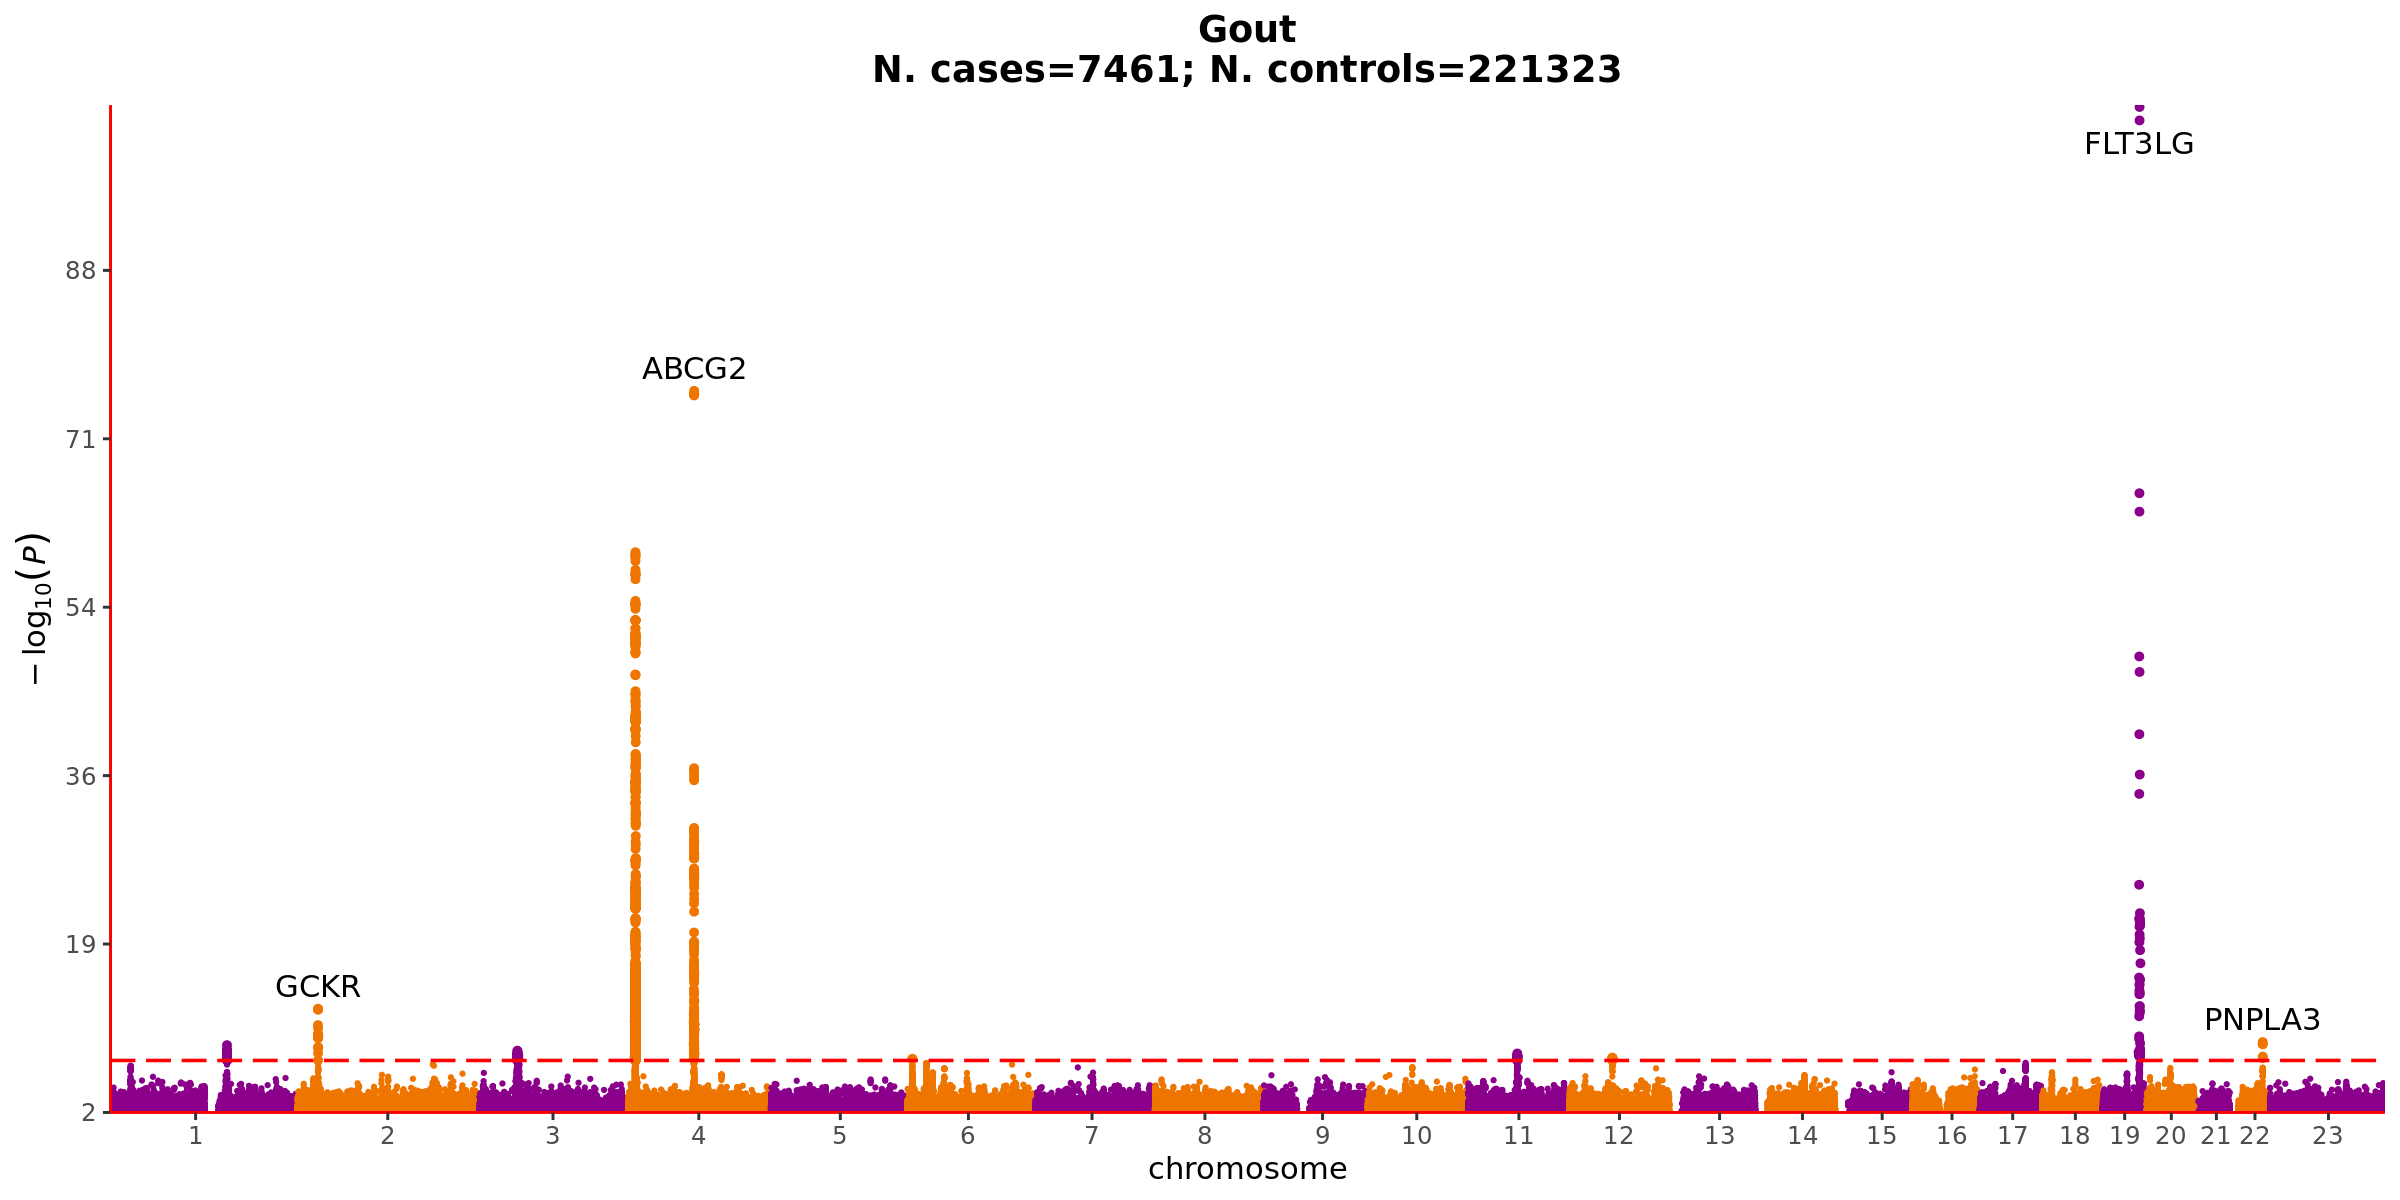 Gout
N. cases=7461; N. controls=221323
FLT3LG
ABCG2
GCKR
PNPLA3
−log10(P)
88
71
54
36
19
2
1 2 3 4 5 6 7 8 9 10 11 12 13 14 15 16 17 18 19 20 21 22 23
chromosome